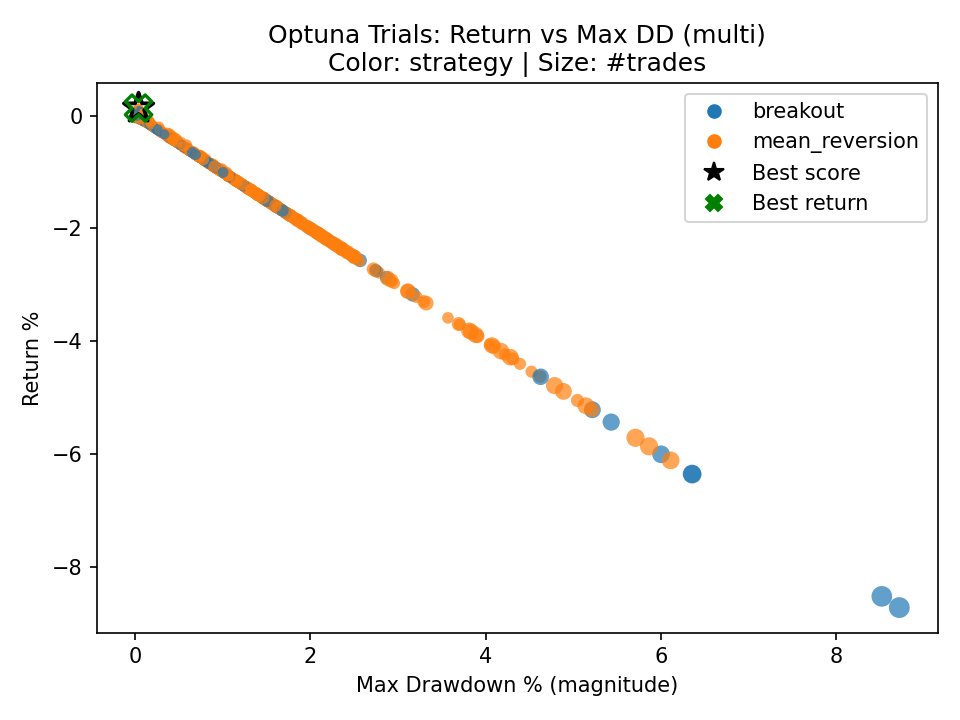 Optuna Trials: Return vs Max DD (multi)
Color: strategy | Size: #trades
breakout
mean_reversion
Best score
Best return
Return %
0
−2
−4
−6
−8
0 2 4 6 8
Max Drawdown % (magnitude)